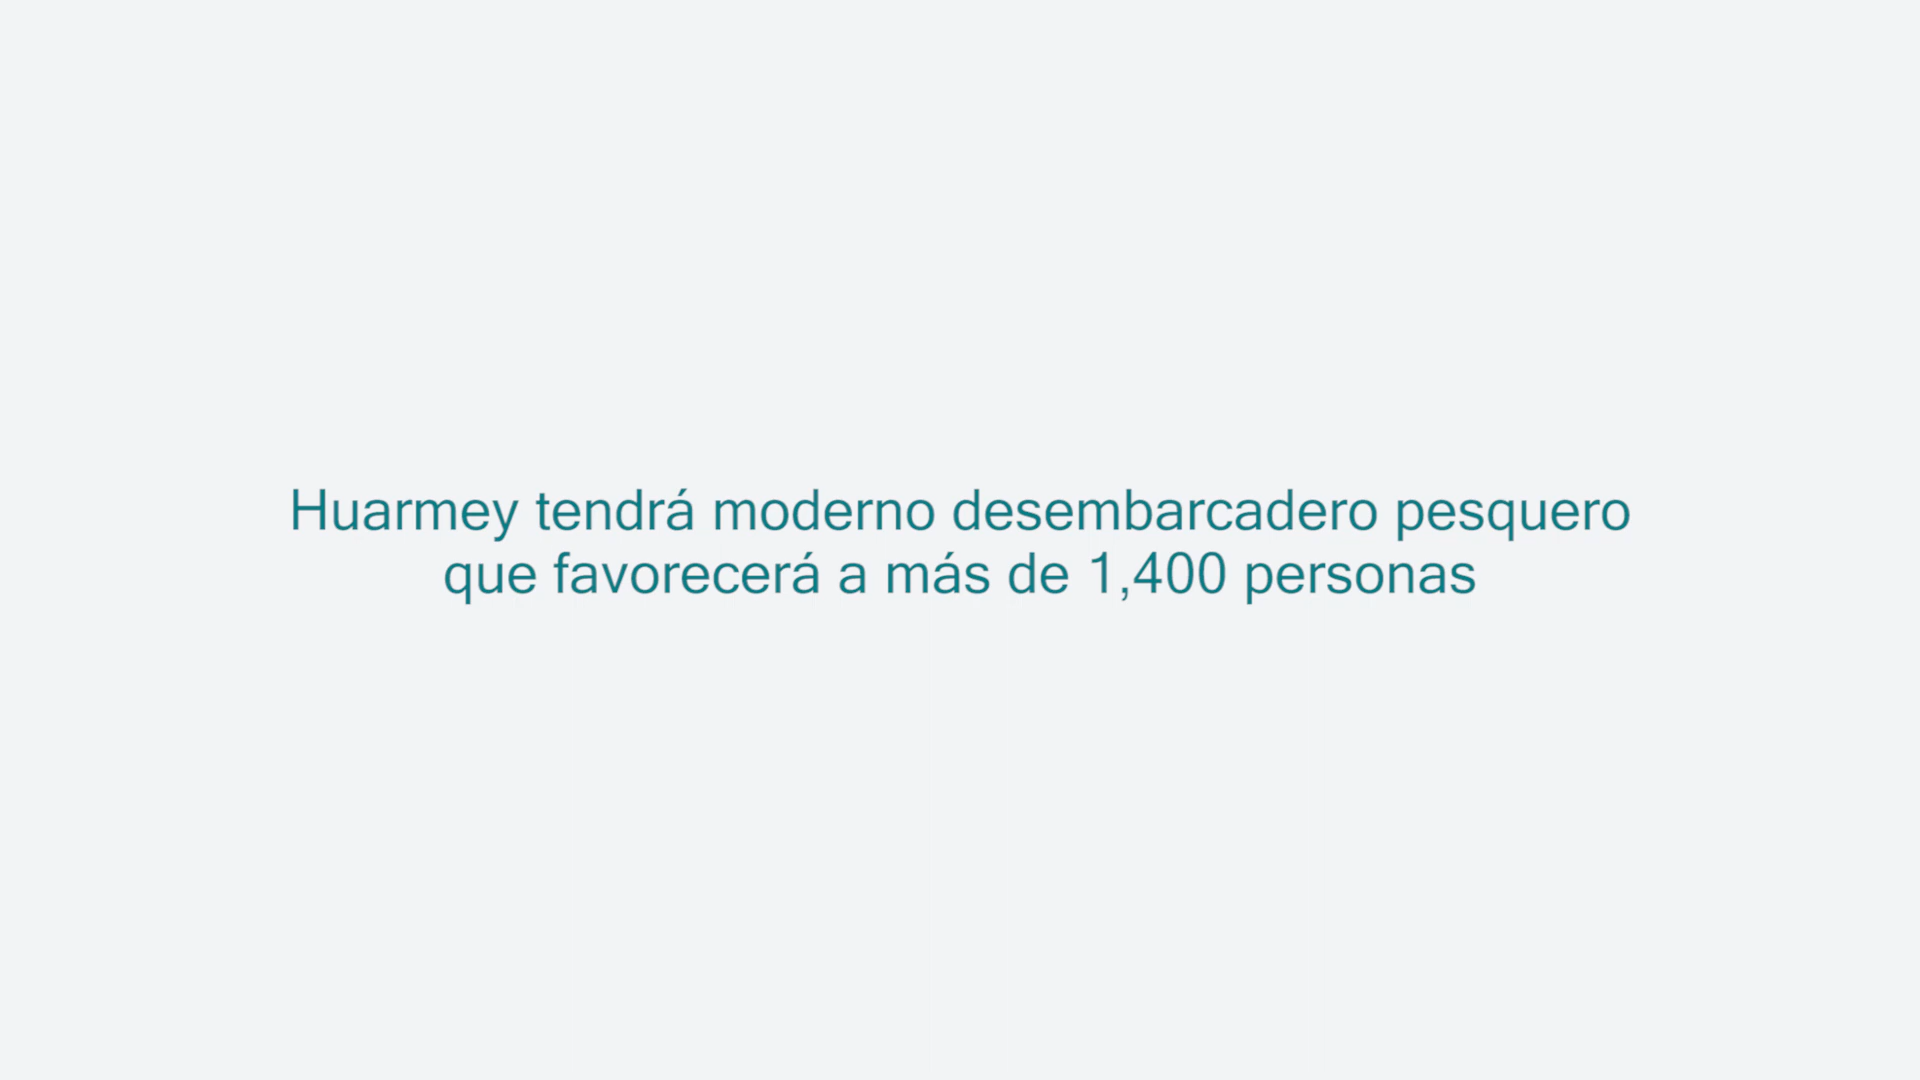 Huarmey tendrá moderno desembarcadero pesquero
que favorecerá a más de 1,400 personas